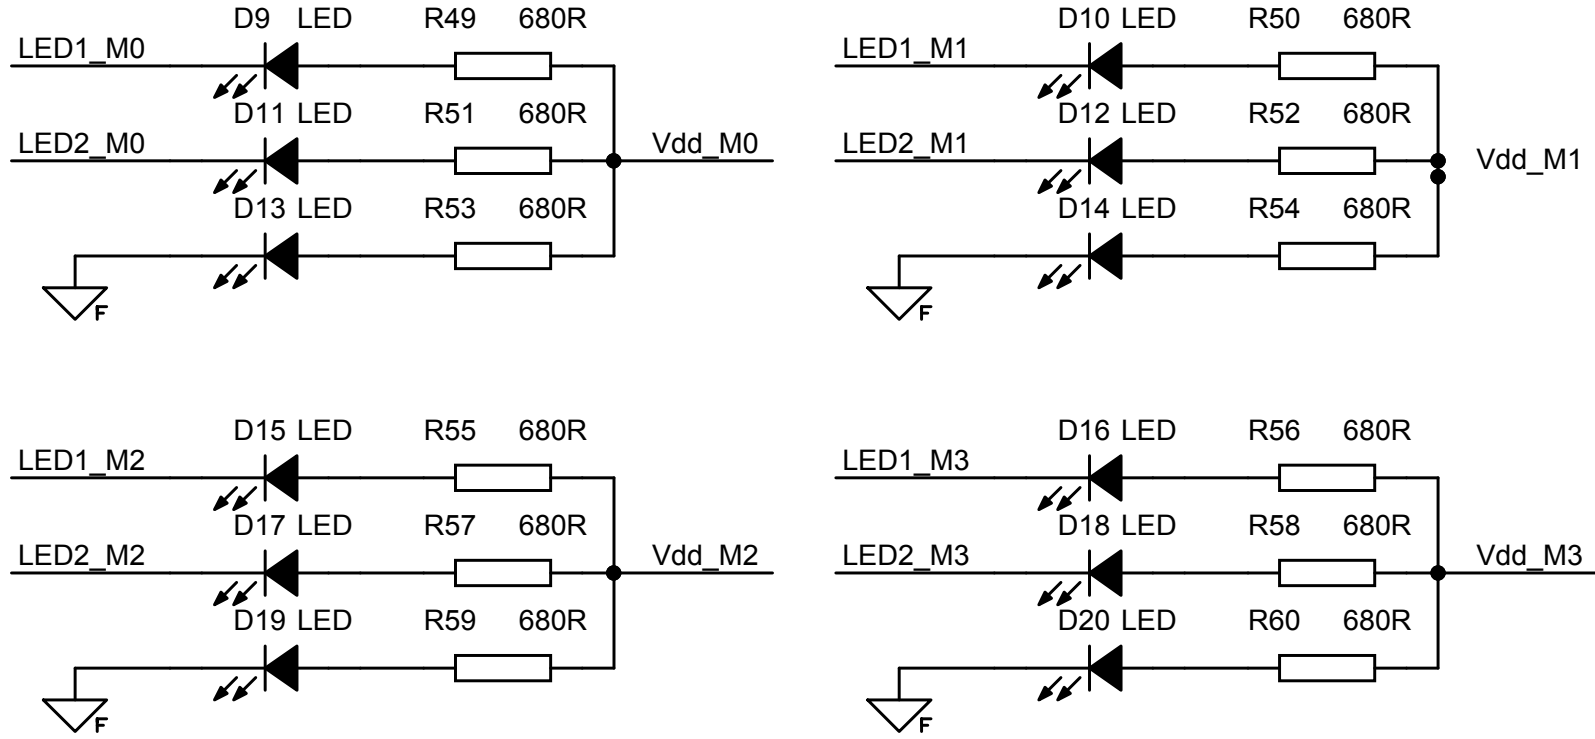 D9 LED R49 680R D10 LED R50 680R
LED1_M0 LED1_M1
D11 LED R51 680R D12 LED R52 680R
LED2_M0 Vdd_M0 LED2_M1 Vdd_M1
D13 LED R53 680R D14 LED R54 680R
F F
D15 LED R55 680R D16 LED R56 680R
LED1_M2 LED1_M3
D17 LED R57 680R D18 LED R58 680R
LED2_M2 Vdd_M2 LED2_M3 Vdd_M3
D19 LED R59 680R D20 LED R60 680R
F F